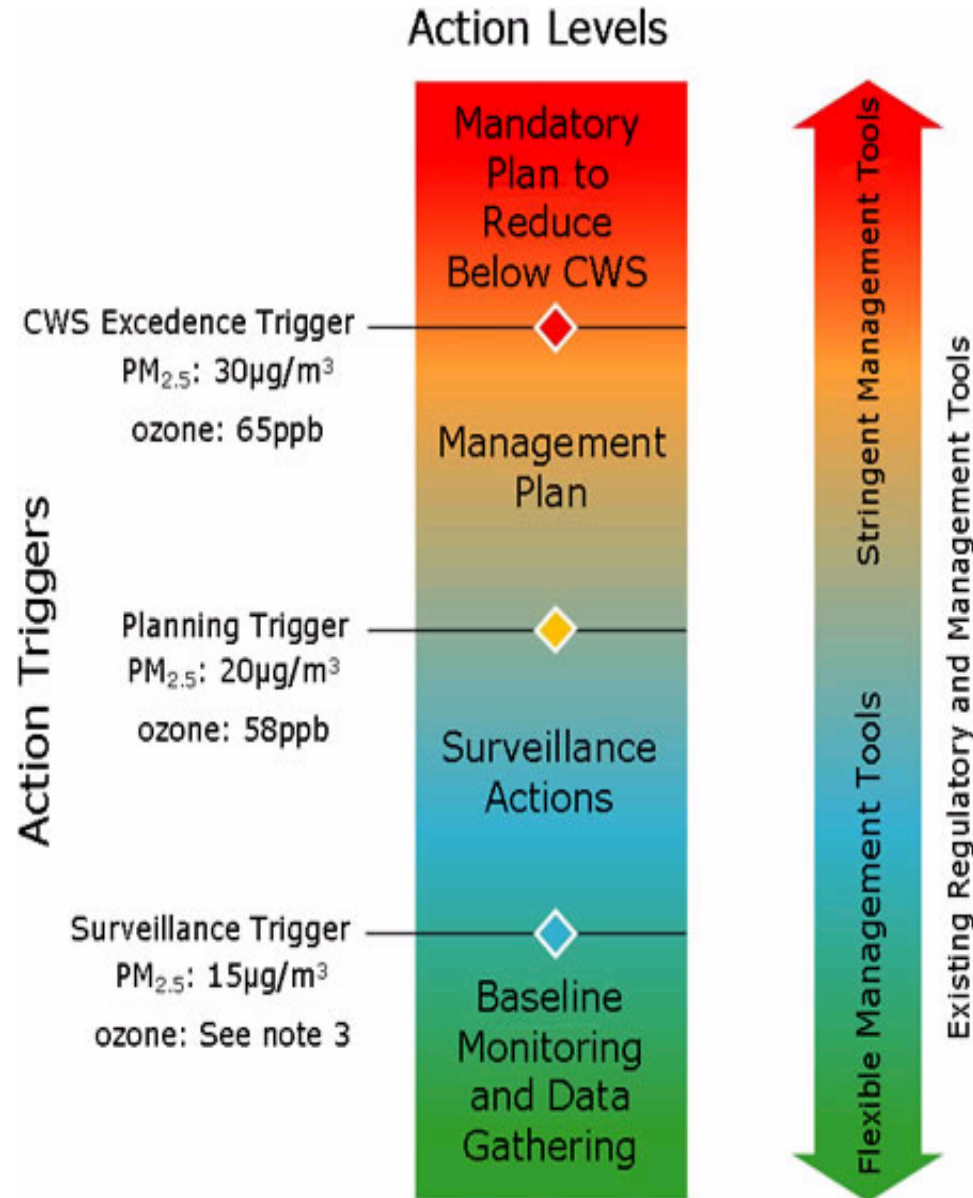 Action Levels
Mandatory
Plan to
Reduce
Below CWS
CWS Excedence Trigger
PM₂.₅: 30µg/m³
ozone: 65ppb
Management
Plan
Planning Trigger
PM₂.₅: 20µg/m³
ozone: 58ppb
Surveillance
Actions
Surveillance Trigger
PM₂.₅: 15µg/m³
ozone: See note 3
Baseline
Monitoring
and Data
Gathering
Action Triggers
Stringent Management Tools
Flexible Management Tools
Existing Regulatory and Management Tools